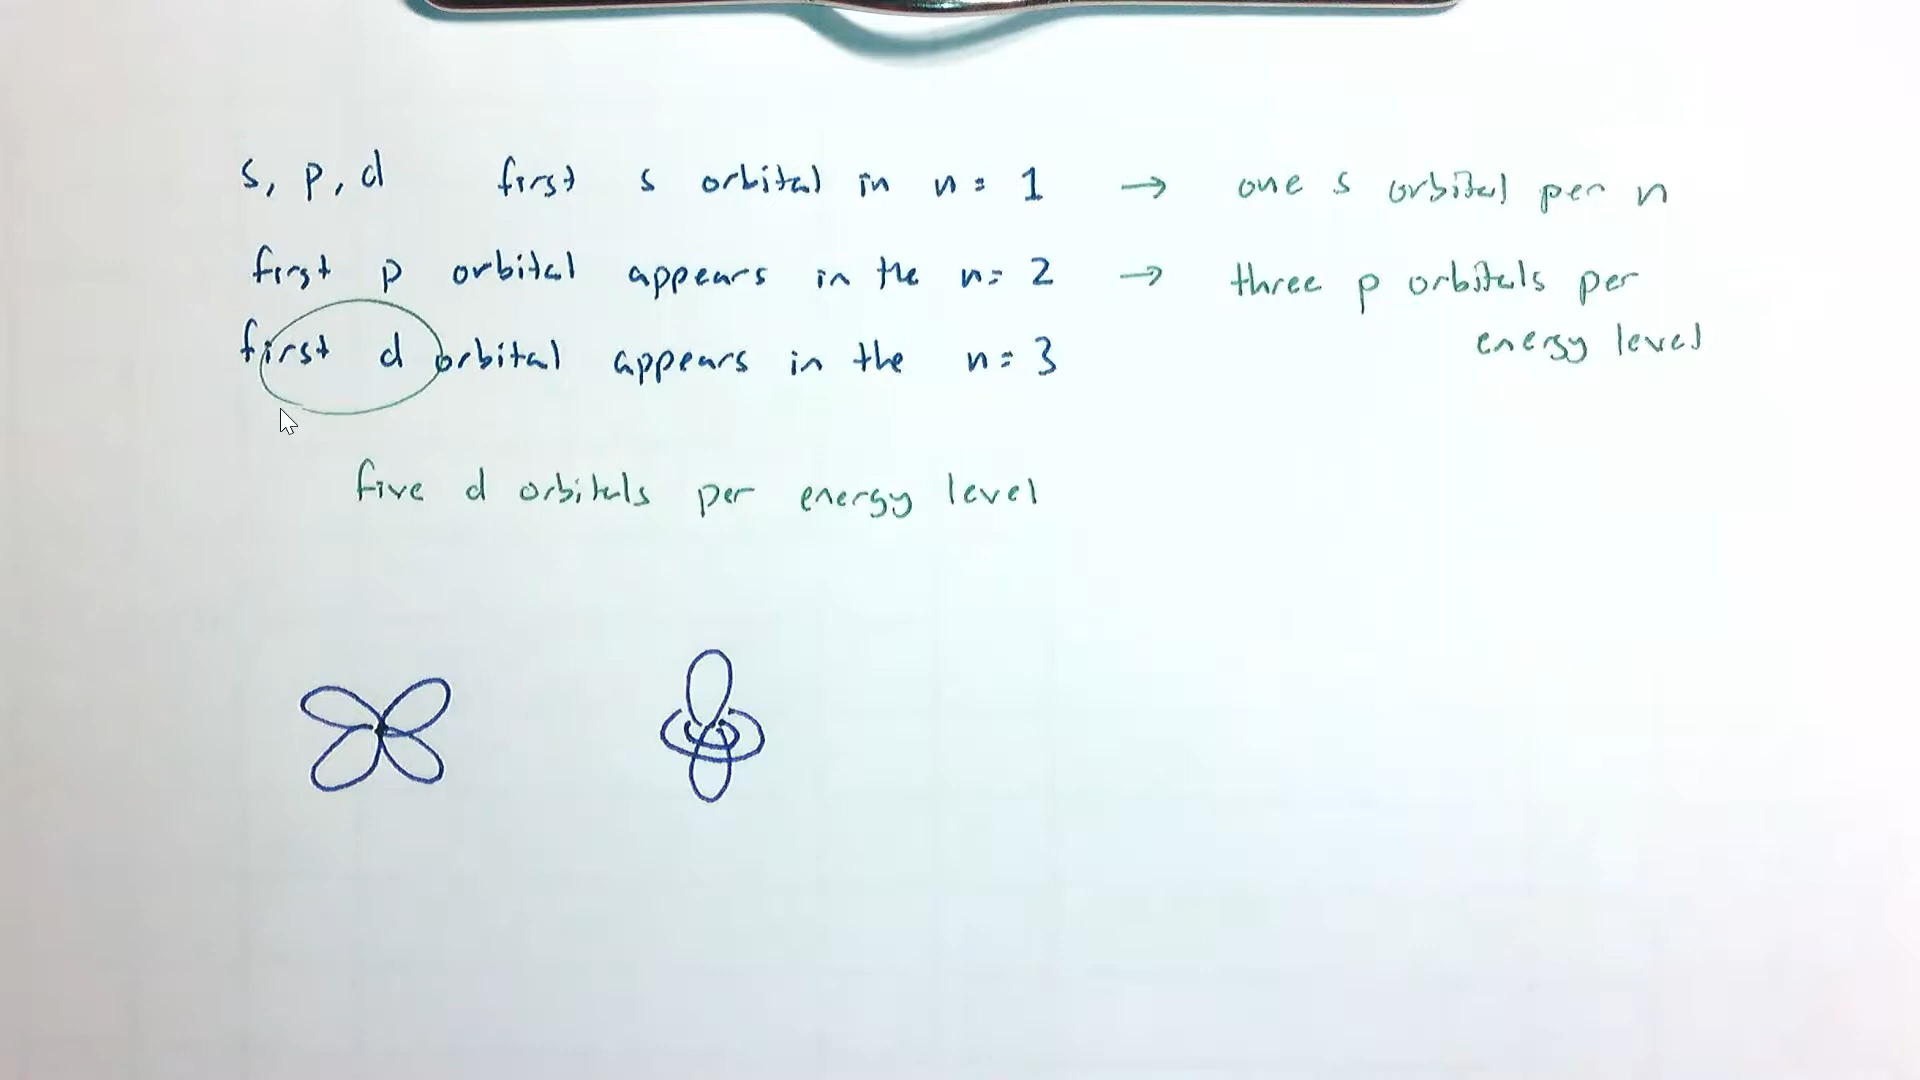 s, p, d first s orbital in n = 1 → one s orbital per n
first p orbital appears in the n = 2 → three p orbitals per
energy level
first d orbital appears in the n = 3
five d orbitals per energy level